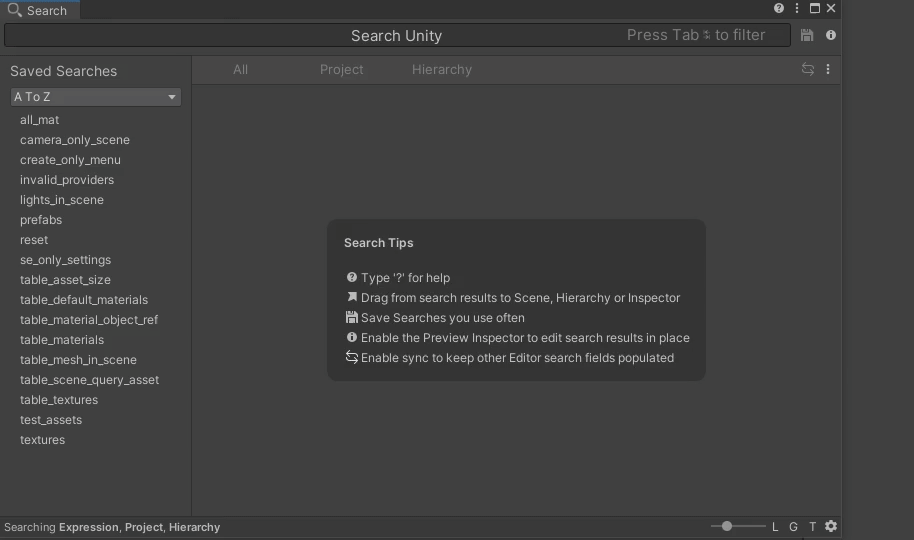 Search
Search Unity
Press Tab ↹ to filter
Saved Searches
All Project Hierarchy
A To Z
all_mat
camera_only_scene
create_only_menu
invalid_providers
lights_in_scene
prefabs
reset
se_only_settings
table_asset_size
table_default_materials
table_material_object_ref
table_materials
table_mesh_in_scene
table_scene_query_asset
table_textures
test_assets
textures
Search Tips
Type '?' for help
Drag from search results to Scene, Hierarchy or Inspector
Save Searches you use often
Enable the Preview Inspector to edit search results in place
Enable sync to keep other Editor search fields populated
Searching Expression, Project, Hierarchy
L G T